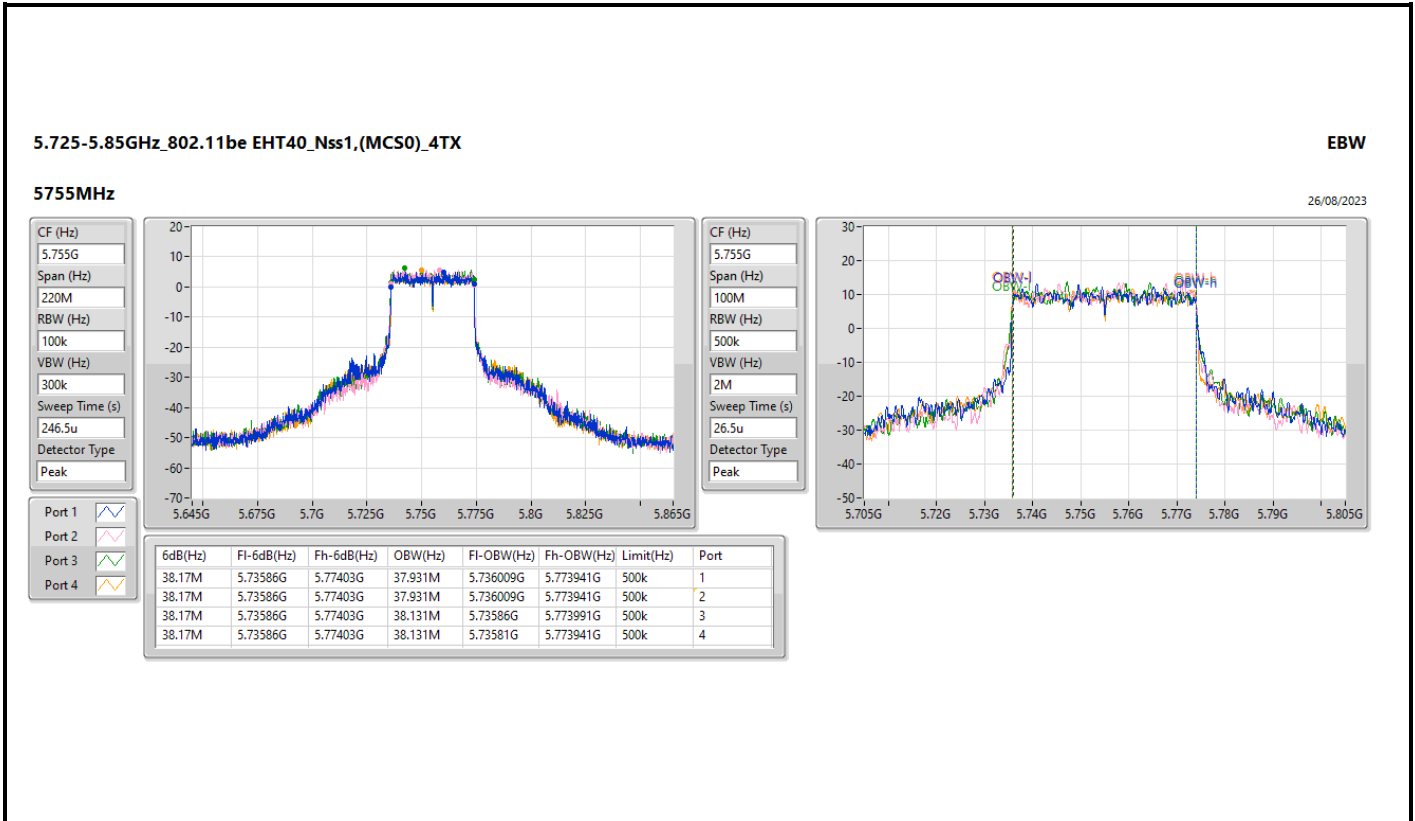 5.725-5.85GHz_802.11be EHT40_Nss1,(MCS0)_4TX
EBW
5755MHz
26/08/2023
CF (Hz)
5.755G
Span (Hz)
220M
RBW (Hz)
100k
VBW (Hz)
300k
Sweep Time (s)
246.5u
Detector Type
Peak
Port 1
Port 2
Port 3
Port 4
20
10
0
-10
-20
-30
-40
-50
-60
-70
5.645G 5.675G 5.7G 5.725G 5.75G 5.775G 5.8G 5.825G 5.865G
CF (Hz)
5.755G
Span (Hz)
100M
RBW (Hz)
500k
VBW (Hz)
2M
Sweep Time (s)
26.5u
Detector Type
Peak
30
20
10
0
-10
-20
-30
-40
-50
OBW-l OBW-h
5.705G 5.72G 5.73G 5.74G 5.75G 5.76G 5.77G 5.78G 5.79G 5.805G
6dB(Hz) Fl-6dB(Hz) Fh-6dB(Hz) OBW(Hz) Fl-OBW(Hz) Fh-OBW(Hz) Limit(Hz) Port
38.17M 5.73586G 5.77403G 37.931M 5.736009G 5.773941G 500k 1
38.17M 5.73586G 5.77403G 37.931M 5.736009G 5.773941G 500k 2
38.17M 5.73586G 5.77403G 38.131M 5.73586G 5.773991G 500k 3
38.17M 5.73586G 5.77403G 38.131M 5.73581G 5.773941G 500k 4